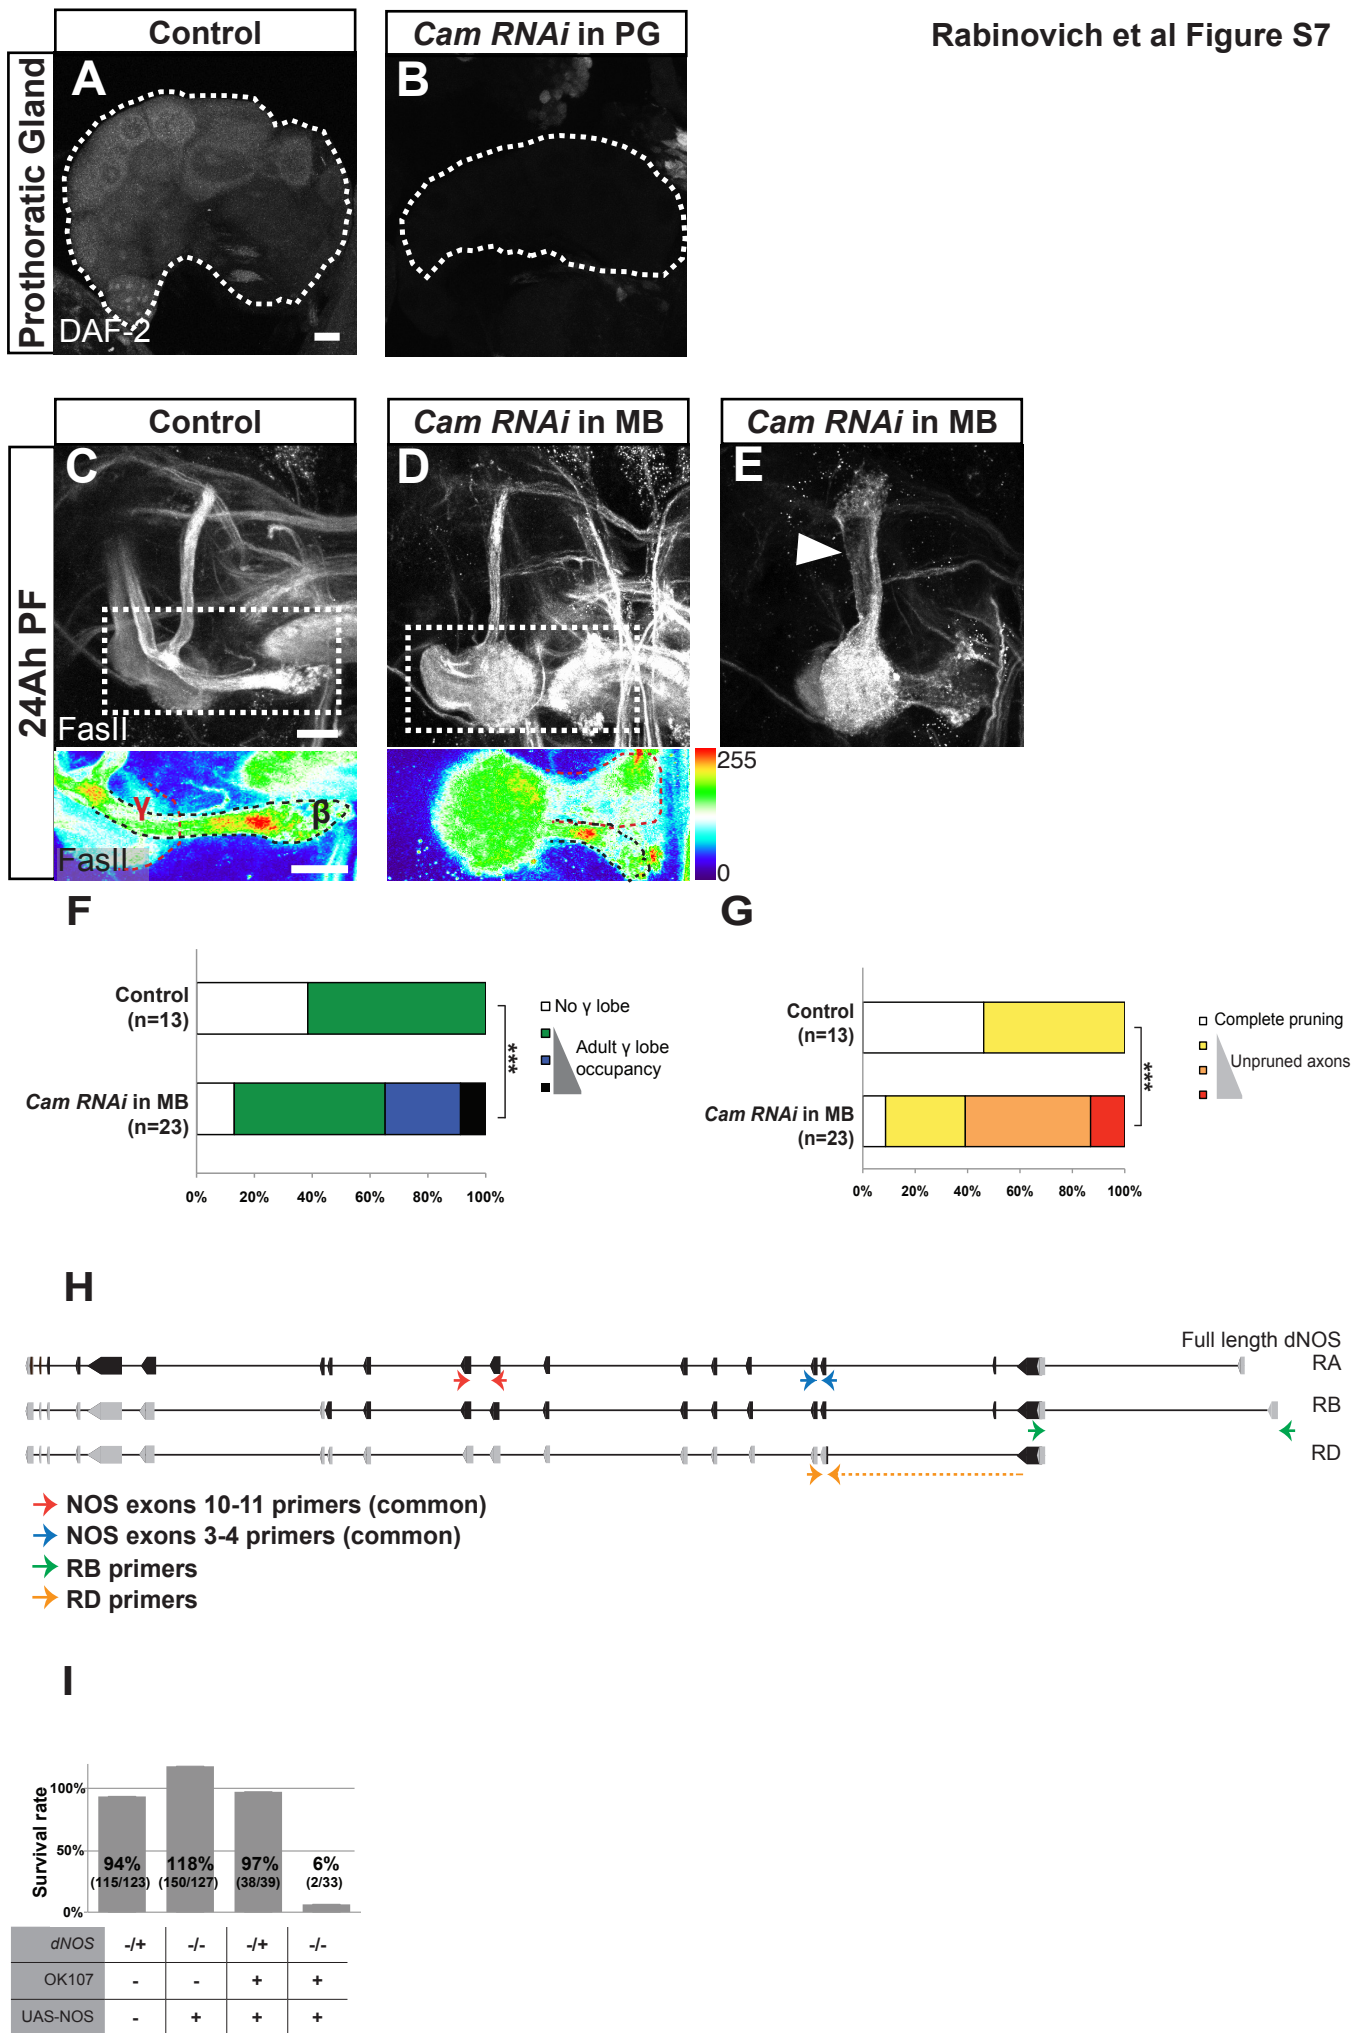 Rabinovich et al Figure S7
Control
Cam RNAi in PG
Prothoratic Gland
A
B
DAF-2
Control
Cam RNAi in MB
Cam RNAi in MB
24Ah PF
C
D
E
FasII
γ
β
FasII
255
0
F
G
Control
(n=13)
Cam RNAi in MB
(n=23)
0% 20% 40% 60% 80% 100%
***
No γ lobe
Adult γ lobe
occupancy
Control
(n=13)
Cam RNAi in MB
(n=23)
0% 20% 40% 60% 80% 100%
***
Complete pruning
Unpruned axons
H
Full length dNOS
RA
RB
RD
NOS exons 10-11 primers (common)
NOS exons 3-4 primers (common)
RB primers
RD primers
I
Survival rate
100%
50%
0%
94% 118% 97% 6%
(115/123) (150/127) (38/39) (2/33)
dNOS -/+ -/- -/+ -/-
OK107 - - + +
UAS-NOS - + + +